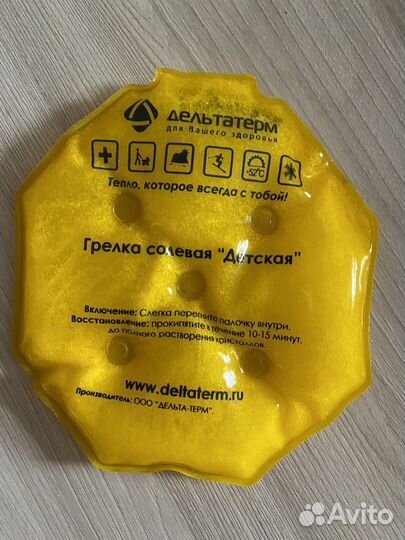 дельтатерм
для Вашего здоровья
-52°C
Тепло, которое всегда с тобой!
Грелка солевая "Детская"
Включение: Слегка перегните палочку внутри.
Восстановление: прокипятите в течение 10-15 минут,
до полного растворения кристаллов
www.deltaterm.ru
Производитель: ООО "ДЕЛЬТА-ТЕРМ".
Avito